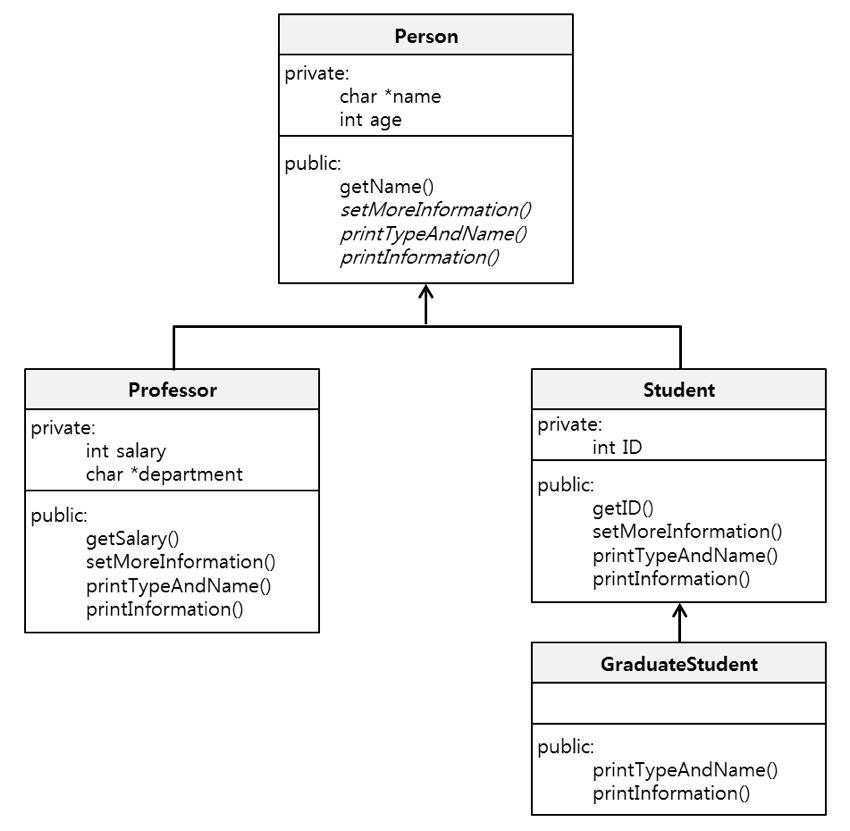 Person
private:
char *name
int age
public:
getName()
setMoreInformation()
printTypeAndName()
printInformation()
Professor
private:
int salary
char *department
public:
getSalary()
setMoreInformation()
printTypeAndName()
printInformation()
Student
private:
int ID
public:
getID()
setMoreInformation()
printTypeAndName()
printInformation()
GraduateStudent
public:
printTypeAndName()
printInformation()